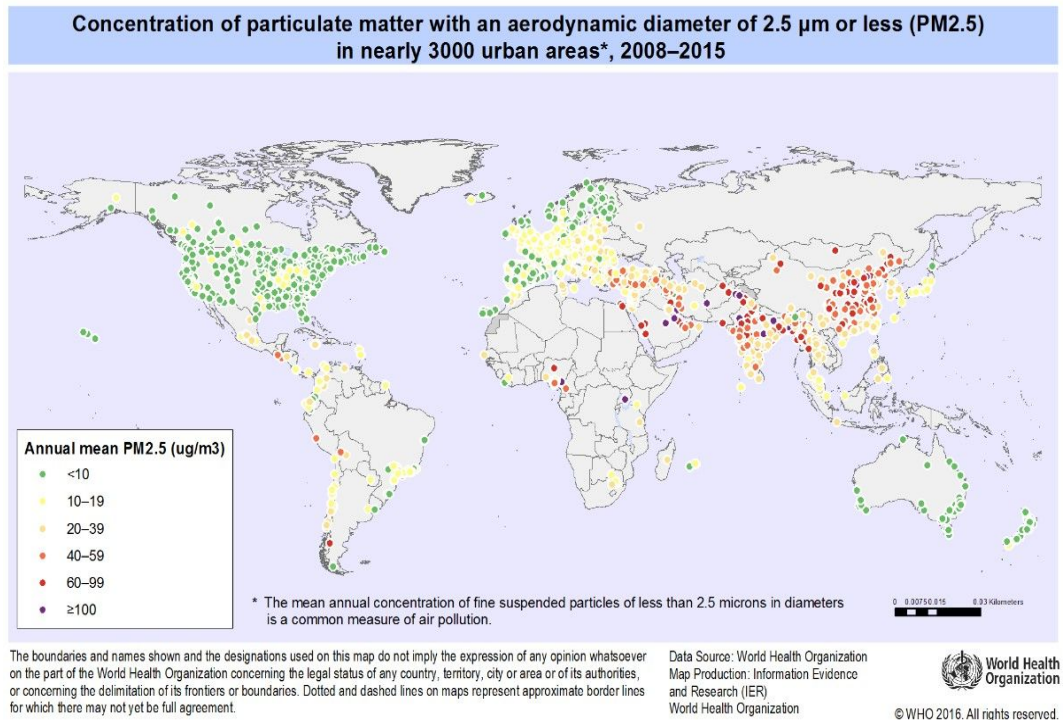 Concentration of particulate matter with an aerodynamic diameter of 2.5 μm or less (PM2.5)
in nearly 3000 urban areas*, 2008–2015
Annual mean PM2.5 (ug/m3)
<10
10–19
20–39
40–59
60–99
≥100
* The mean annual concentration of fine suspended particles of less than 2.5 microns in diameters
is a common measure of air pollution.
0 0.0075 0.015 0.03 Kilometers
The boundaries and names shown and the designations used on this map do not imply the expression of any opinion whatsoever
on the part of the World Health Organization concerning the legal status of any country, territory, city or area or of its authorities,
or concerning the delimitation of its frontiers or boundaries. Dotted and dashed lines on maps represent approximate border lines
for which there may not yet be full agreement.
Data Source: World Health Organization
Map Production: Information Evidence
and Research (IER)
World Health Organization
World Health
Organization
© WHO 2016. All rights reserved.